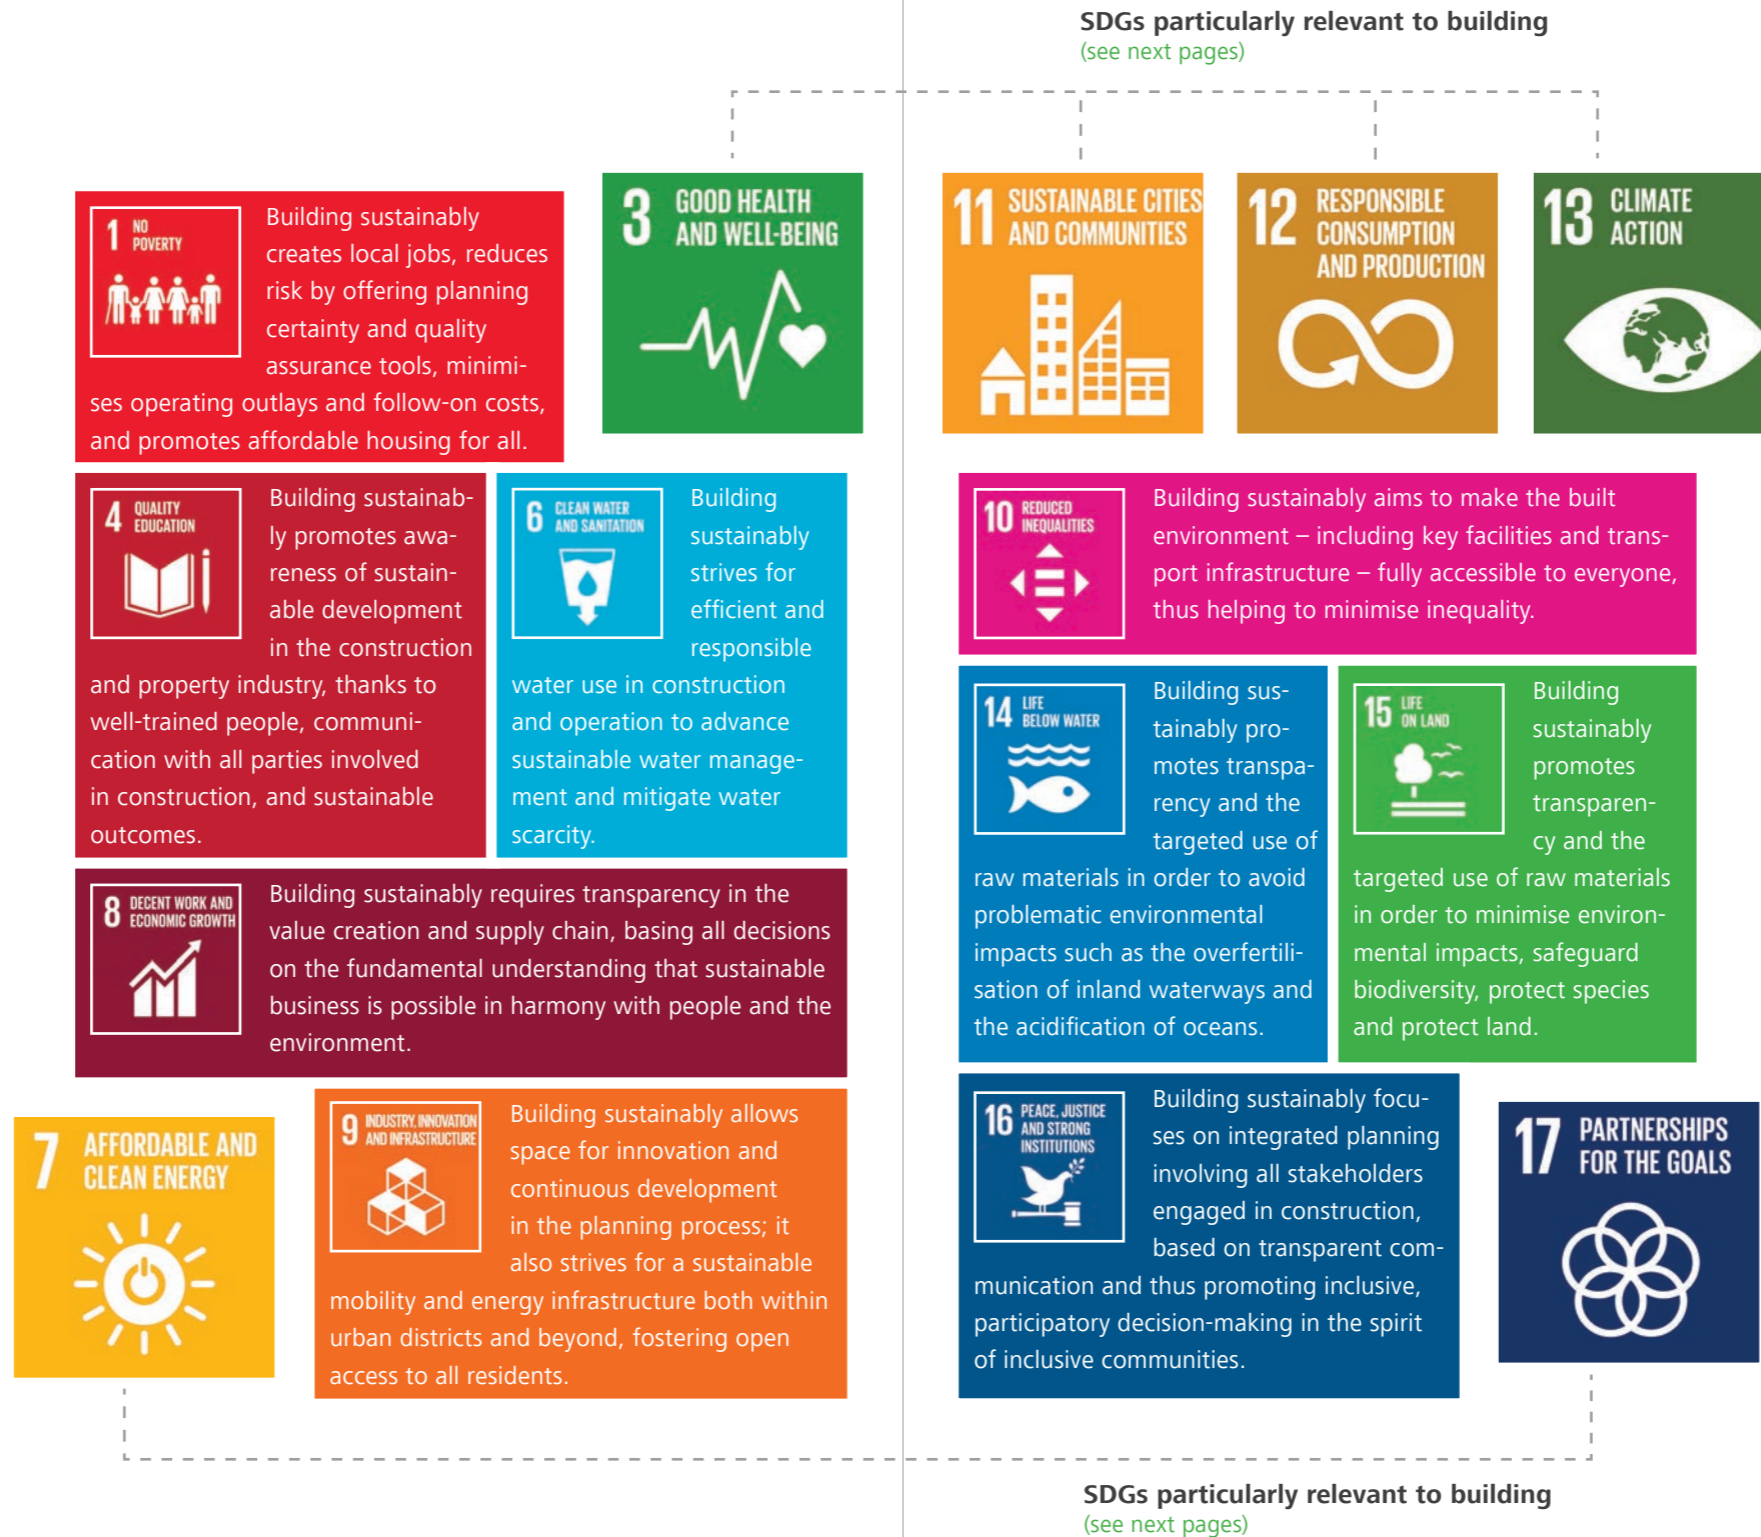 SDGs particularly relevant to building
(see next pages)
1 NO
POVERTY
Building sustainably
creates local jobs, reduces
risk by offering planning
certainty and quality
assurance tools, minimi-
ses operating outlays and follow-on costs,
and promotes affordable housing for all.
3 GOOD HEALTH
AND WELL-BEING
11 SUSTAINABLE CITIES
AND COMMUNITIES
12 RESPONSIBLE
CONSUMPTION
AND PRODUCTION
13 CLIMATE
ACTION
4 QUALITY
EDUCATION
Building sustainab-
ly promotes awa-
reness of sustain-
able development
in the construction
and property industry, thanks to
well-trained people, communi-
cation with all parties involved
in construction, and sustainable
outcomes.
6 CLEAN WATER
AND SANITATION
Building
sustainably
strives for
efficient and
responsible
water use in construction
and operation to advance
sustainable water manage-
ment and mitigate water
scarcity.
10 REDUCED
INEQUALITIES
Building sustainably aims to make the built
environment – including key facilities and trans-
port infrastructure – fully accessible to everyone,
thus helping to minimise inequality.
14 LIFE
BELOW WATER
Building sus-
tainably pro-
motes transpa-
rency and the
targeted use of
raw materials in order to avoid
problematic environmental
impacts such as the overfertili-
sation of inland waterways and
the acidification of oceans.
15 LIFE
ON LAND
Building
sustainably
promotes
transparen-
cy and the
targeted use of raw materials
in order to minimise environ-
mental impacts, safeguard
biodiversity, protect species
and protect land.
8 DECENT WORK AND
ECONOMIC GROWTH
Building sustainably requires transparency in the
value creation and supply chain, basing all decisions
on the fundamental understanding that sustainable
business is possible in harmony with people and the
environment.
7 AFFORDABLE AND
CLEAN ENERGY
9 INDUSTRY, INNOVATION
AND INFRASTRUCTURE
Building sustainably allows
space for innovation and
continuous development
in the planning process; it
also strives for a sustainable
mobility and energy infrastructure both within
urban districts and beyond, fostering open
access to all residents.
16 PEACE, JUSTICE
AND STRONG
INSTITUTIONS
Building sustainably focu-
ses on integrated planning
involving all stakeholders
engaged in construction,
based on transparent com-
munication and thus promoting inclusive,
participatory decision-making in the spirit
of inclusive communities.
17 PARTNERSHIPS
FOR THE GOALS
SDGs particularly relevant to building
(see next pages)